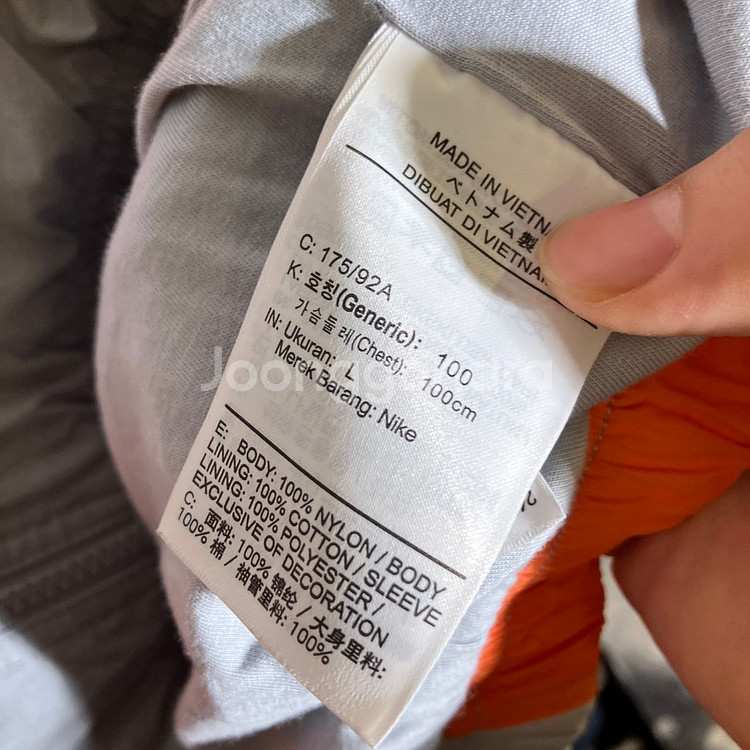 MADE IN VIETN
ベトナム製
DIBUAT DI VIETNA
C: 175/92A
K: 호칭(Generic): 100
가슴둘레(Chest): 100cm
IN: Ukuran: L
Merek Barang: Nike
E: BODY: 100% NYLON / BODY
LINING: 100% COTTON / SLEEVE
LINING: 100% POLYESTER /
EXCLUSIVE OF DECORATION
C: 面料: 100% 锦纶 / 大身里料:
100% 棉 / 袖管里料: 100%